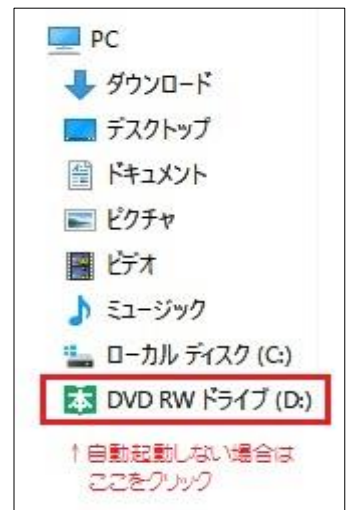 PC
ダウンロード
デスクトップ
ドキュメント
ピクチャ
ビデオ
ミュージック
ローカル ディスク (C:)
本 DVD RW ドライブ (D:)
↑自動起動しない場合は
ここをクリック